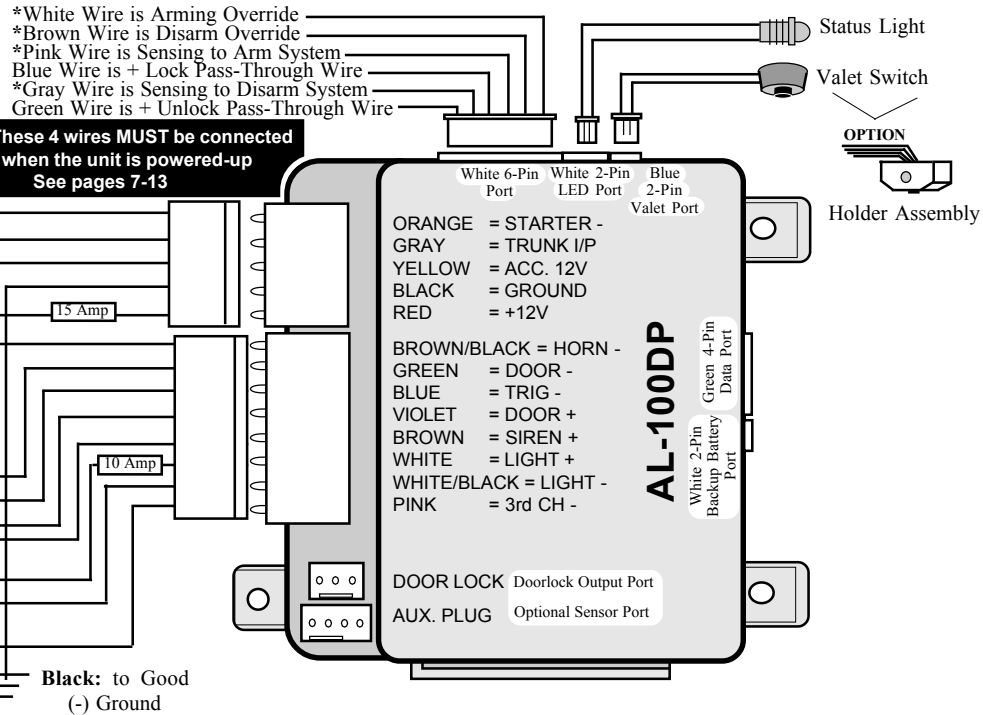 *White Wire is Arming Override
*Brown Wire is Disarm Override
*Pink Wire is Sensing to Arm System
Blue Wire is + Lock Pass-Through Wire
*Gray Wire is Sensing to Disarm System
Green Wire is + Unlock Pass-Through Wire
These 4 wires MUST be connected
when the unit is powered-up
See pages 7-13
Status Light
Valet Switch
OPTION
Holder Assembly
White 6-Pin
Port
White 2-Pin
LED Port
Blue
2-Pin
Valet Port
ORANGE = STARTER -
GRAY = TRUNK I/P
YELLOW = ACC. 12V
BLACK = GROUND
RED = +12V
BROWN/BLACK = HORN -
GREEN = DOOR -
BLUE = TRIG -
VIOLET = DOOR +
BROWN = SIREN +
WHITE = LIGHT +
WHITE/BLACK = LIGHT -
PINK = 3rd CH -
15 Amp
10 Amp
AL-100DP
Green 4-Pin
Data Port
White 2-Pin
Backup Battery
Port
DOOR LOCK Doorlock Output Port
AUX. PLUG Optional Sensor Port
Black: to Good
(-) Ground